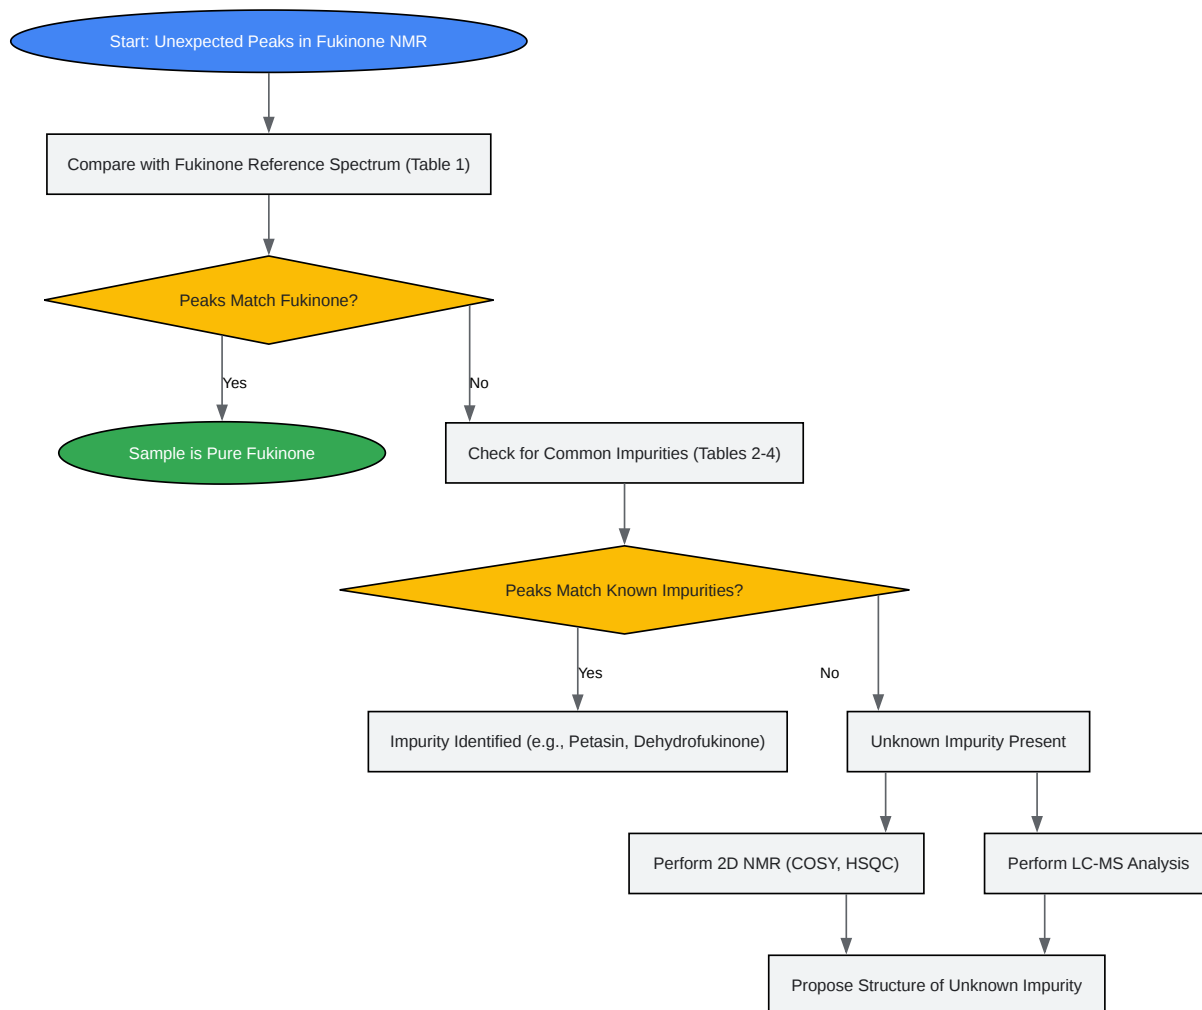 Start: Unexpected Peaks in Fukinone NMR
Compare with Fukinone Reference Spectrum (Table 1)
Peaks Match Fukinone?
Yes
No
Sample is Pure Fukinone
Check for Common Impurities (Tables 2-4)
Peaks Match Known Impurities?
Yes
No
Impurity Identified (e.g., Petasin, Dehydrofukinone)
Unknown Impurity Present
Perform 2D NMR (COSY, HSQC)
Perform LC-MS Analysis
Propose Structure of Unknown Impurity